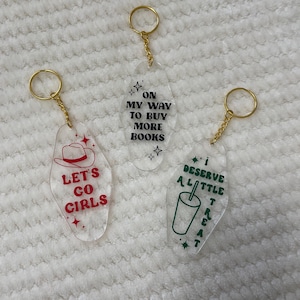 LET'S
GO
GIRLS
ON
MY WAY
TO BUY
MORE
BOOKS
I
DESERVE
A LITTLE
TREAT